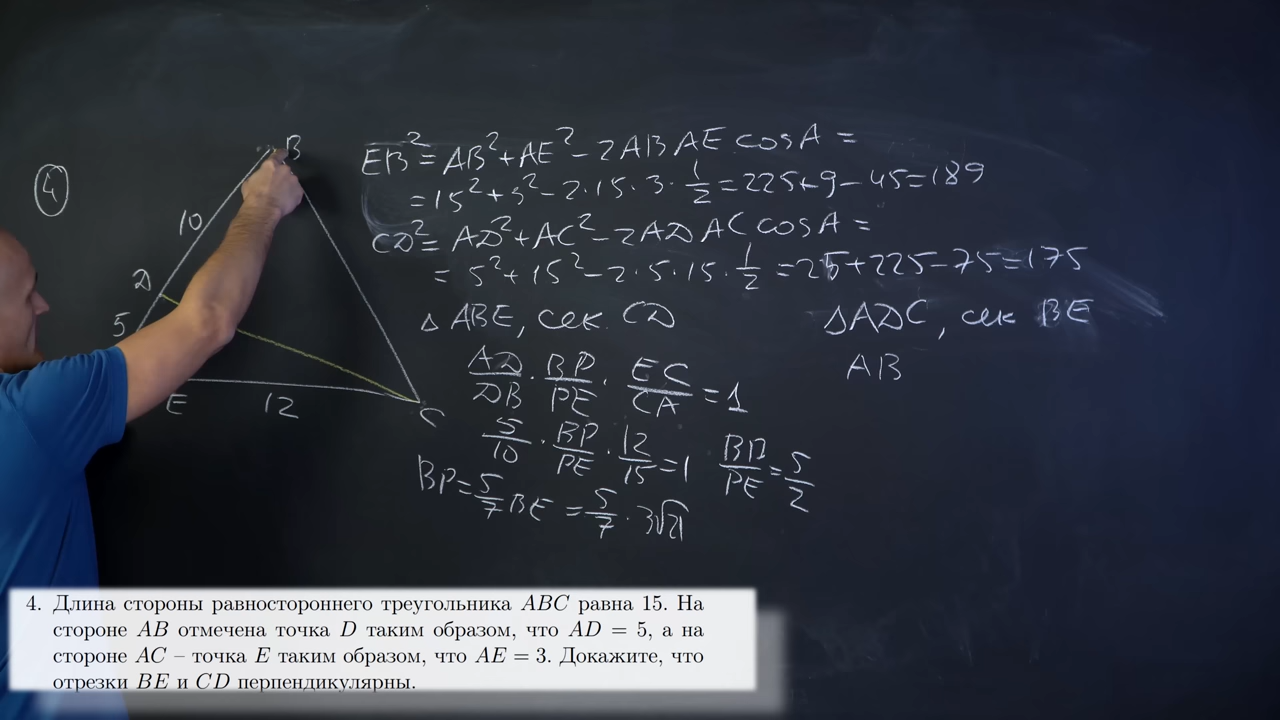 4
B
10
D
5
E
12
C
EB² = AB² + AE² - 2AB AE cosA =
= 15² + 3² - 2·15·3·1/2 = 225+9-45=189
CD² = AD² + AC² - 2AD AC cosA =
= 5² + 15² - 2·5·15·1/2 = 25+225-75=175
△ ABE, сек. CD
AD/DB · BP/PE · EC/CA = 1
5/10 · BP/PE · 12/15 = 1 BP/PE = 5/2
BP = 5/7 BE = 5/7 · 3√21
△ADC, сек BE
AB
4. Длина стороны равностороннего треугольника ABC равна 15. На
стороне AB отмечена точка D таким образом, что AD = 5, а на
стороне AC – точка E таким образом, что AE = 3. Докажите, что
отрезки BE и CD перпендикулярны.